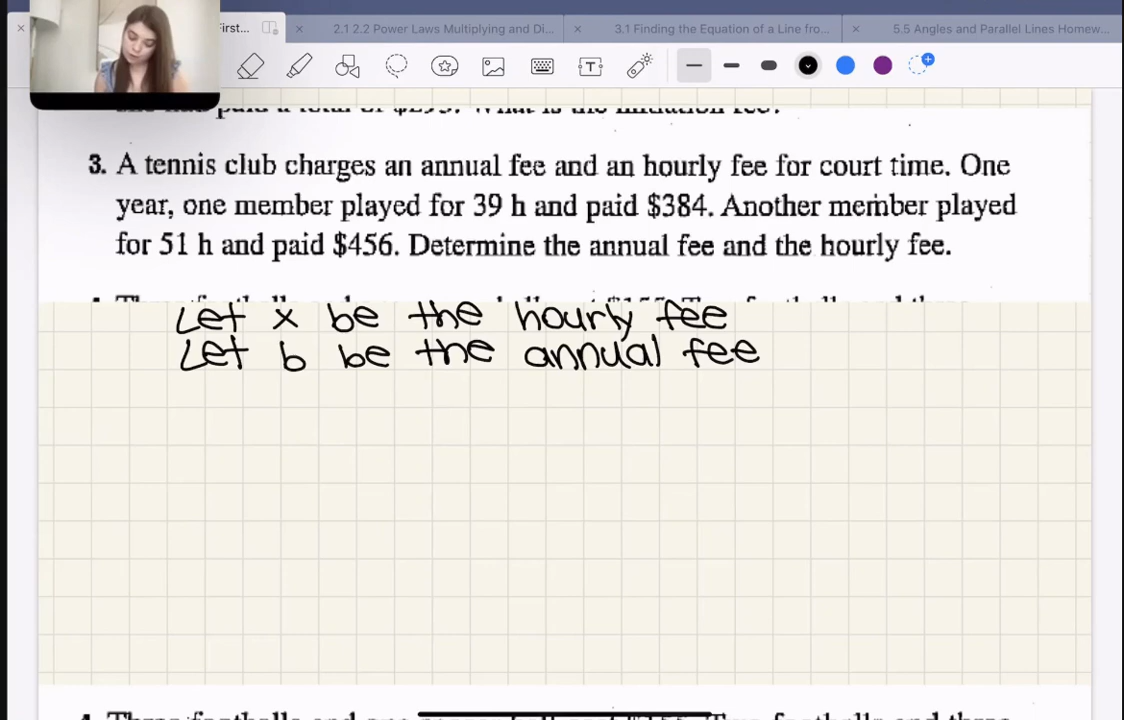 First...
2.1 2.2 Power Laws Multiplying and Di...
3.1 Finding the Equation of a Line fro...
5.5 Angles and Parallel Lines Homew...
3. A tennis club charges an annual fee and an hourly fee for court time. One
year, one member played for 39 h and paid $384. Another member played
for 51 h and paid $456. Determine the annual fee and the hourly fee.
Let x be the hourly fee
Let b be the annual fee